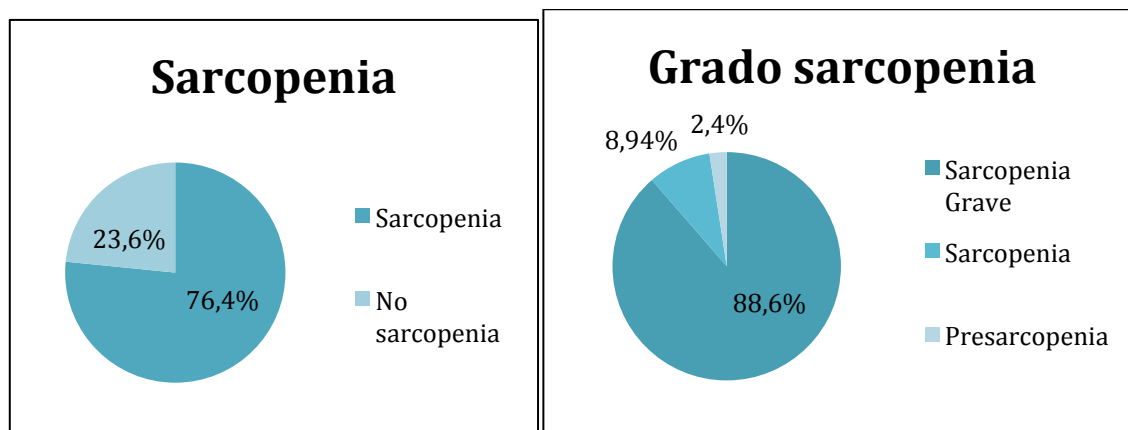 Sarcopenia
23,6%
76,4%
Sarcopenia
No
sarcopenia
Grado sarcopenia
8,94%
2,4%
88,6%
Sarcopenia
Grave
Sarcopenia
Presarcopenia